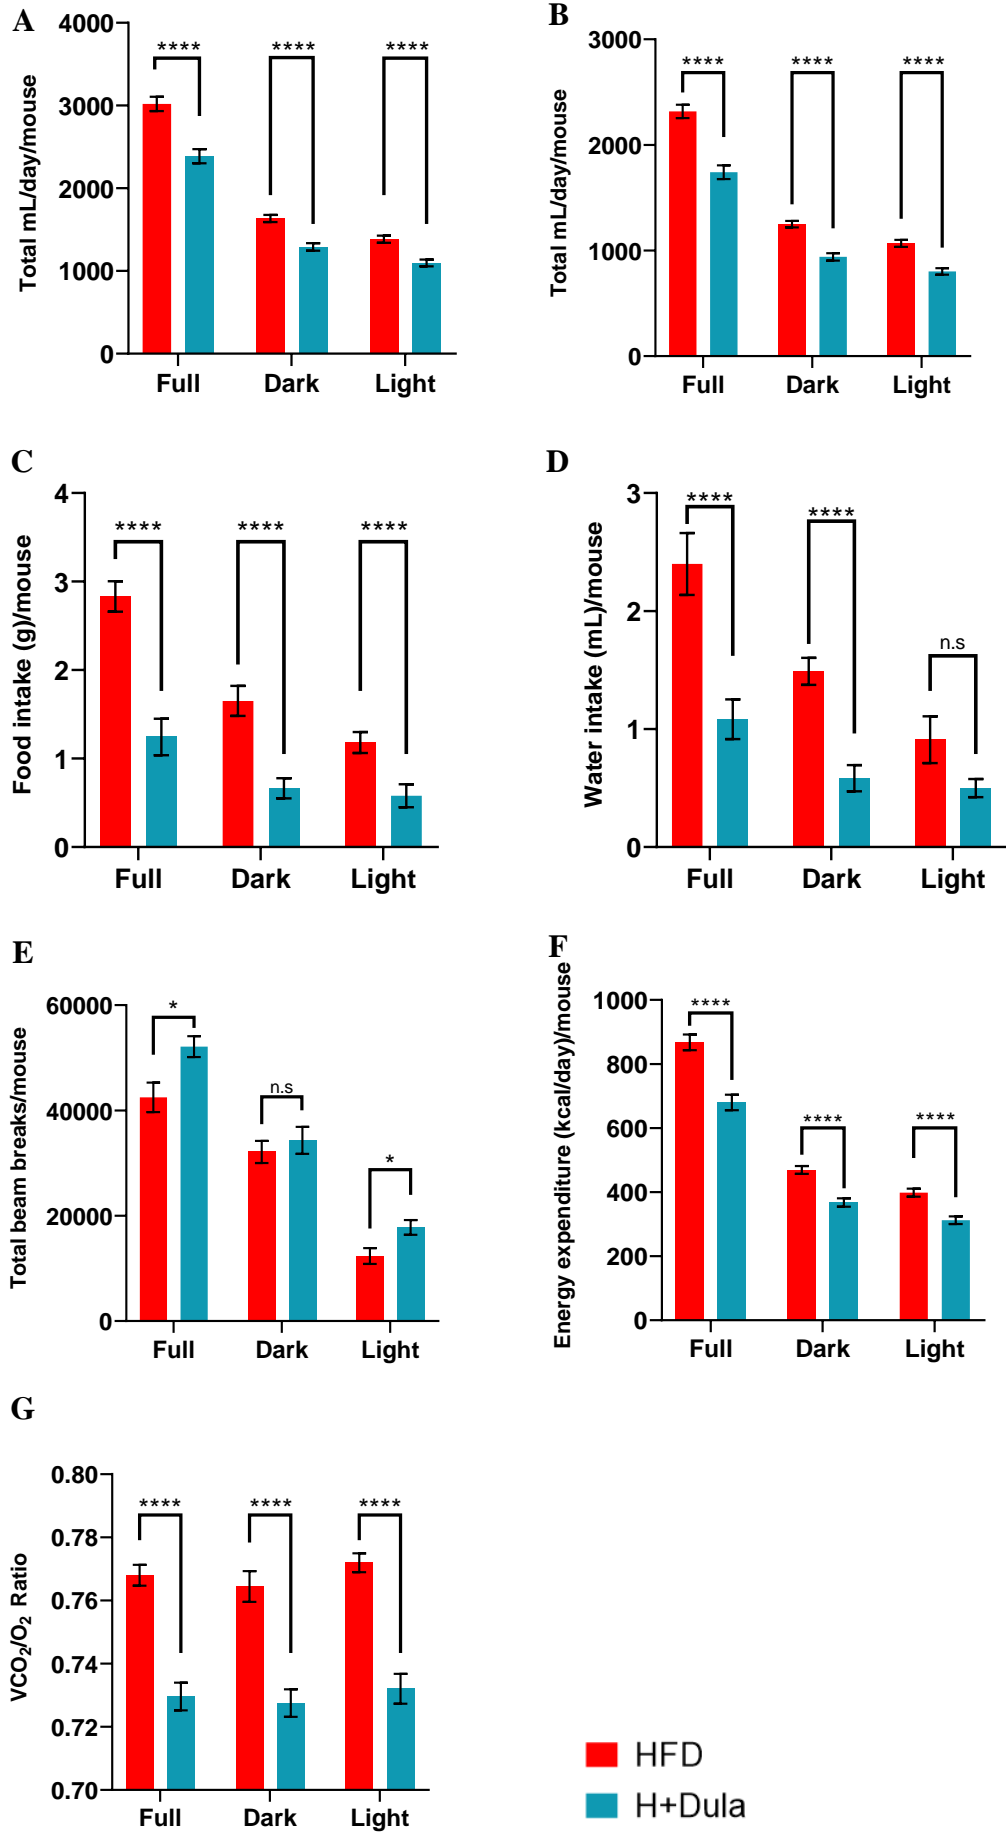 A
Total mL/day/mouse
4000
3000
2000
1000
0
****
****
****
Full Dark Light
B
Total mL/day/mouse
3000
2000
1000
0
****
****
****
Full Dark Light
C
Food intake (g)/mouse
4
3
2
1
0
****
****
****
Full Dark Light
D
Water intake (mL)/mouse
3
2
1
0
****
****
n.s
Full Dark Light
E
Total beam breaks/mouse
60000
40000
20000
0
*
n.s
*
Full Dark Light
F
Energy expenditure (kcal/day)/mouse
1000
800
600
400
200
0
****
****
****
Full Dark Light
G
VCO₂/O₂ Ratio
0.80
0.78
0.76
0.74
0.72
0.70
****
****
****
Full Dark Light
HFD
H+Dula